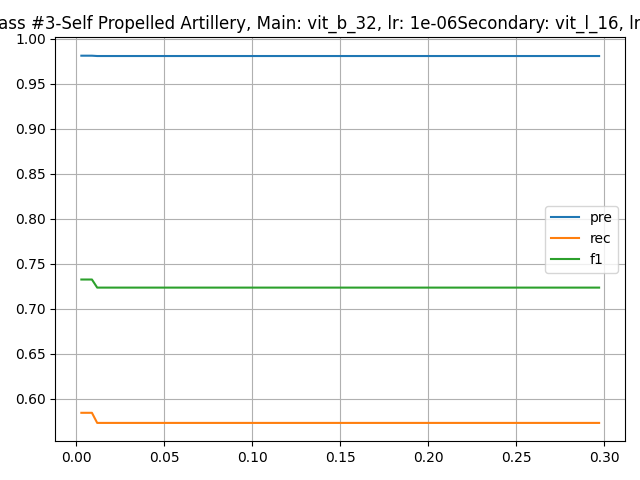 ass #3-Self Propelled Artillery, Main: vit_b_32, lr: 1e-06Secondary: vit_l_16, lr
1.00
0.95
0.90
0.85
0.80
0.75
0.70
0.65
0.60
pre
rec
f1
0.00 0.05 0.10 0.15 0.20 0.25 0.30